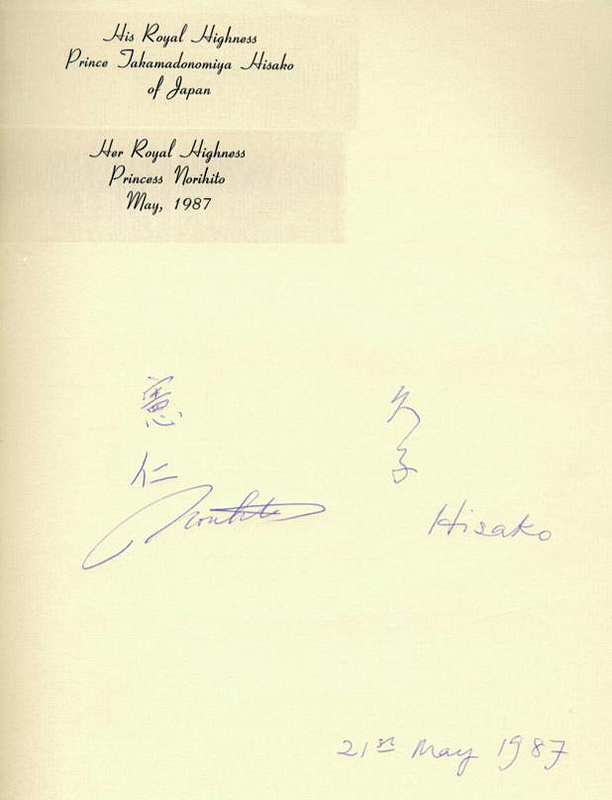 His Royal Highness
Prince Takamadonomiya Hisako
of Japan
Her Royal Highness
Princess Norihito
May, 1987
憲仁
Norihito
久子
Hisako
21st May 1987